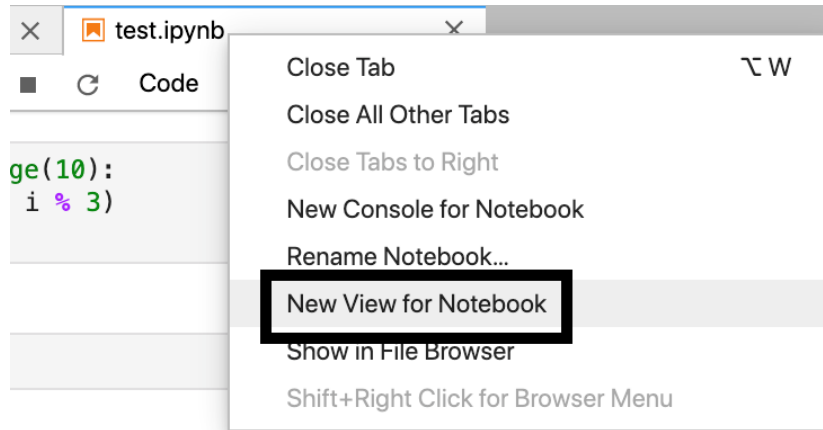 test.ipynb
Code
Close Tab ⌥ W
Close All Other Tabs
Close Tabs to Right
ge(10):
i % 3)
New Console for Notebook
Rename Notebook…
New View for Notebook
Show in File Browser
Shift+Right Click for Browser Menu